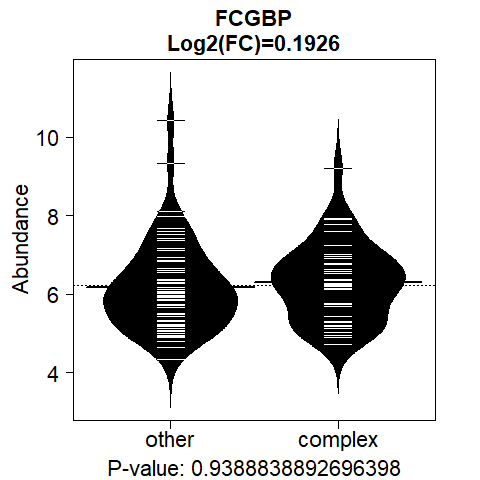 FCGBP
Log2(FC)=0.1926
Abundance
10
8
6
4
other complex
P-value: 0.9388838892696398